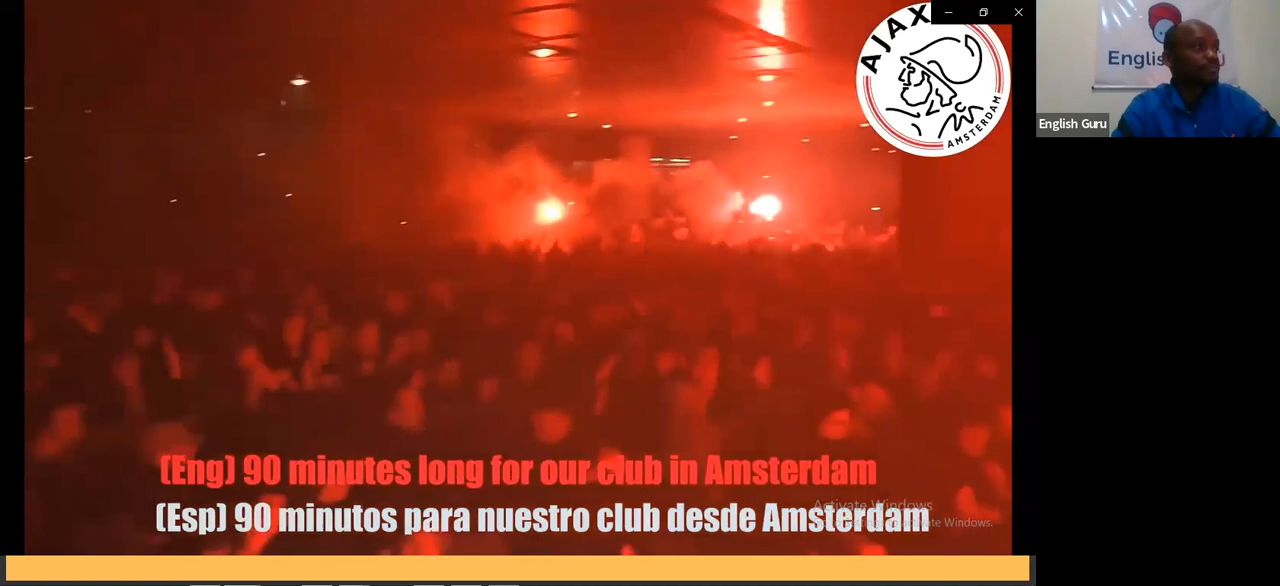 AJAX
AMSTERDAM
English Guru
(Eng) 90 minutes long for our club in Amsterdam
(Esp) 90 minutos para nuestro club desde Amsterdam
Activate Windows